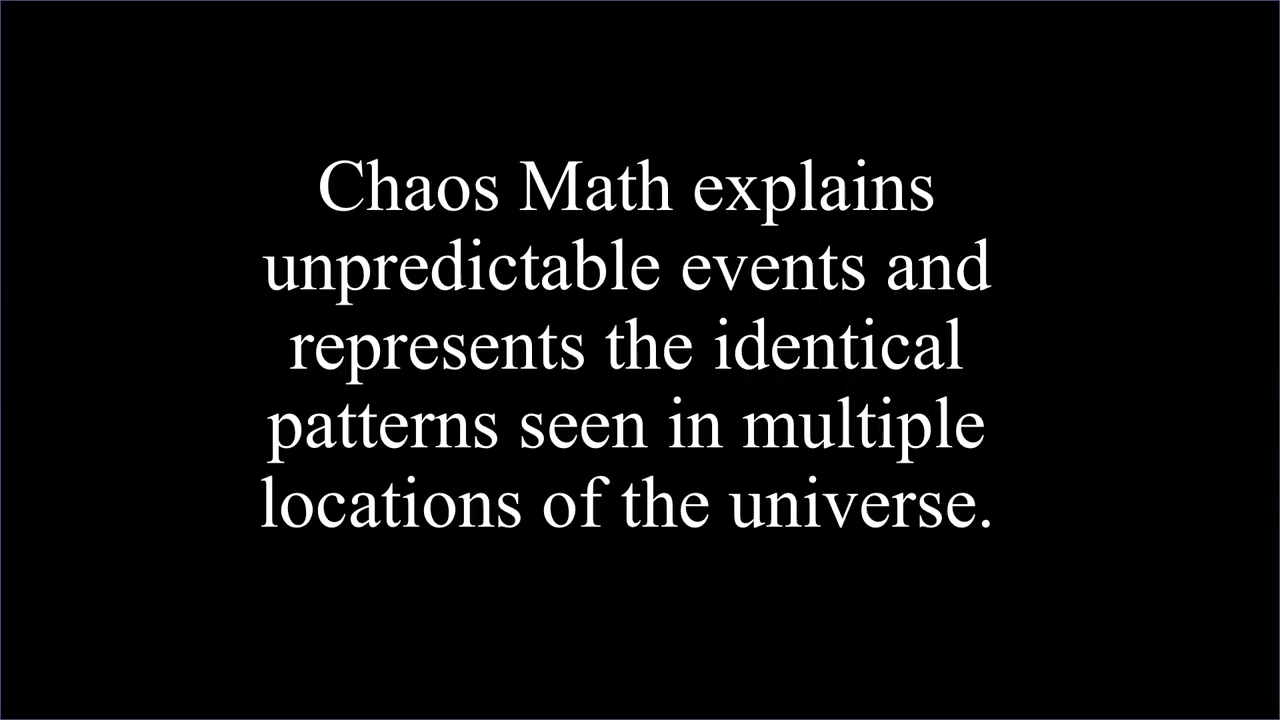 Chaos Math explains
unpredictable events and
represents the identical
patterns seen in multiple
locations of the universe.